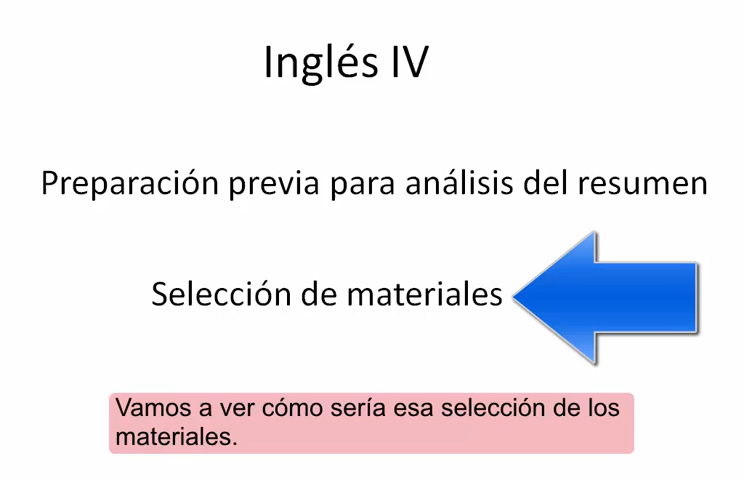 Inglés IV
Preparación previa para análisis del resumen
Selección de materiales
Vamos a ver cómo sería esa selección de los
materiales.